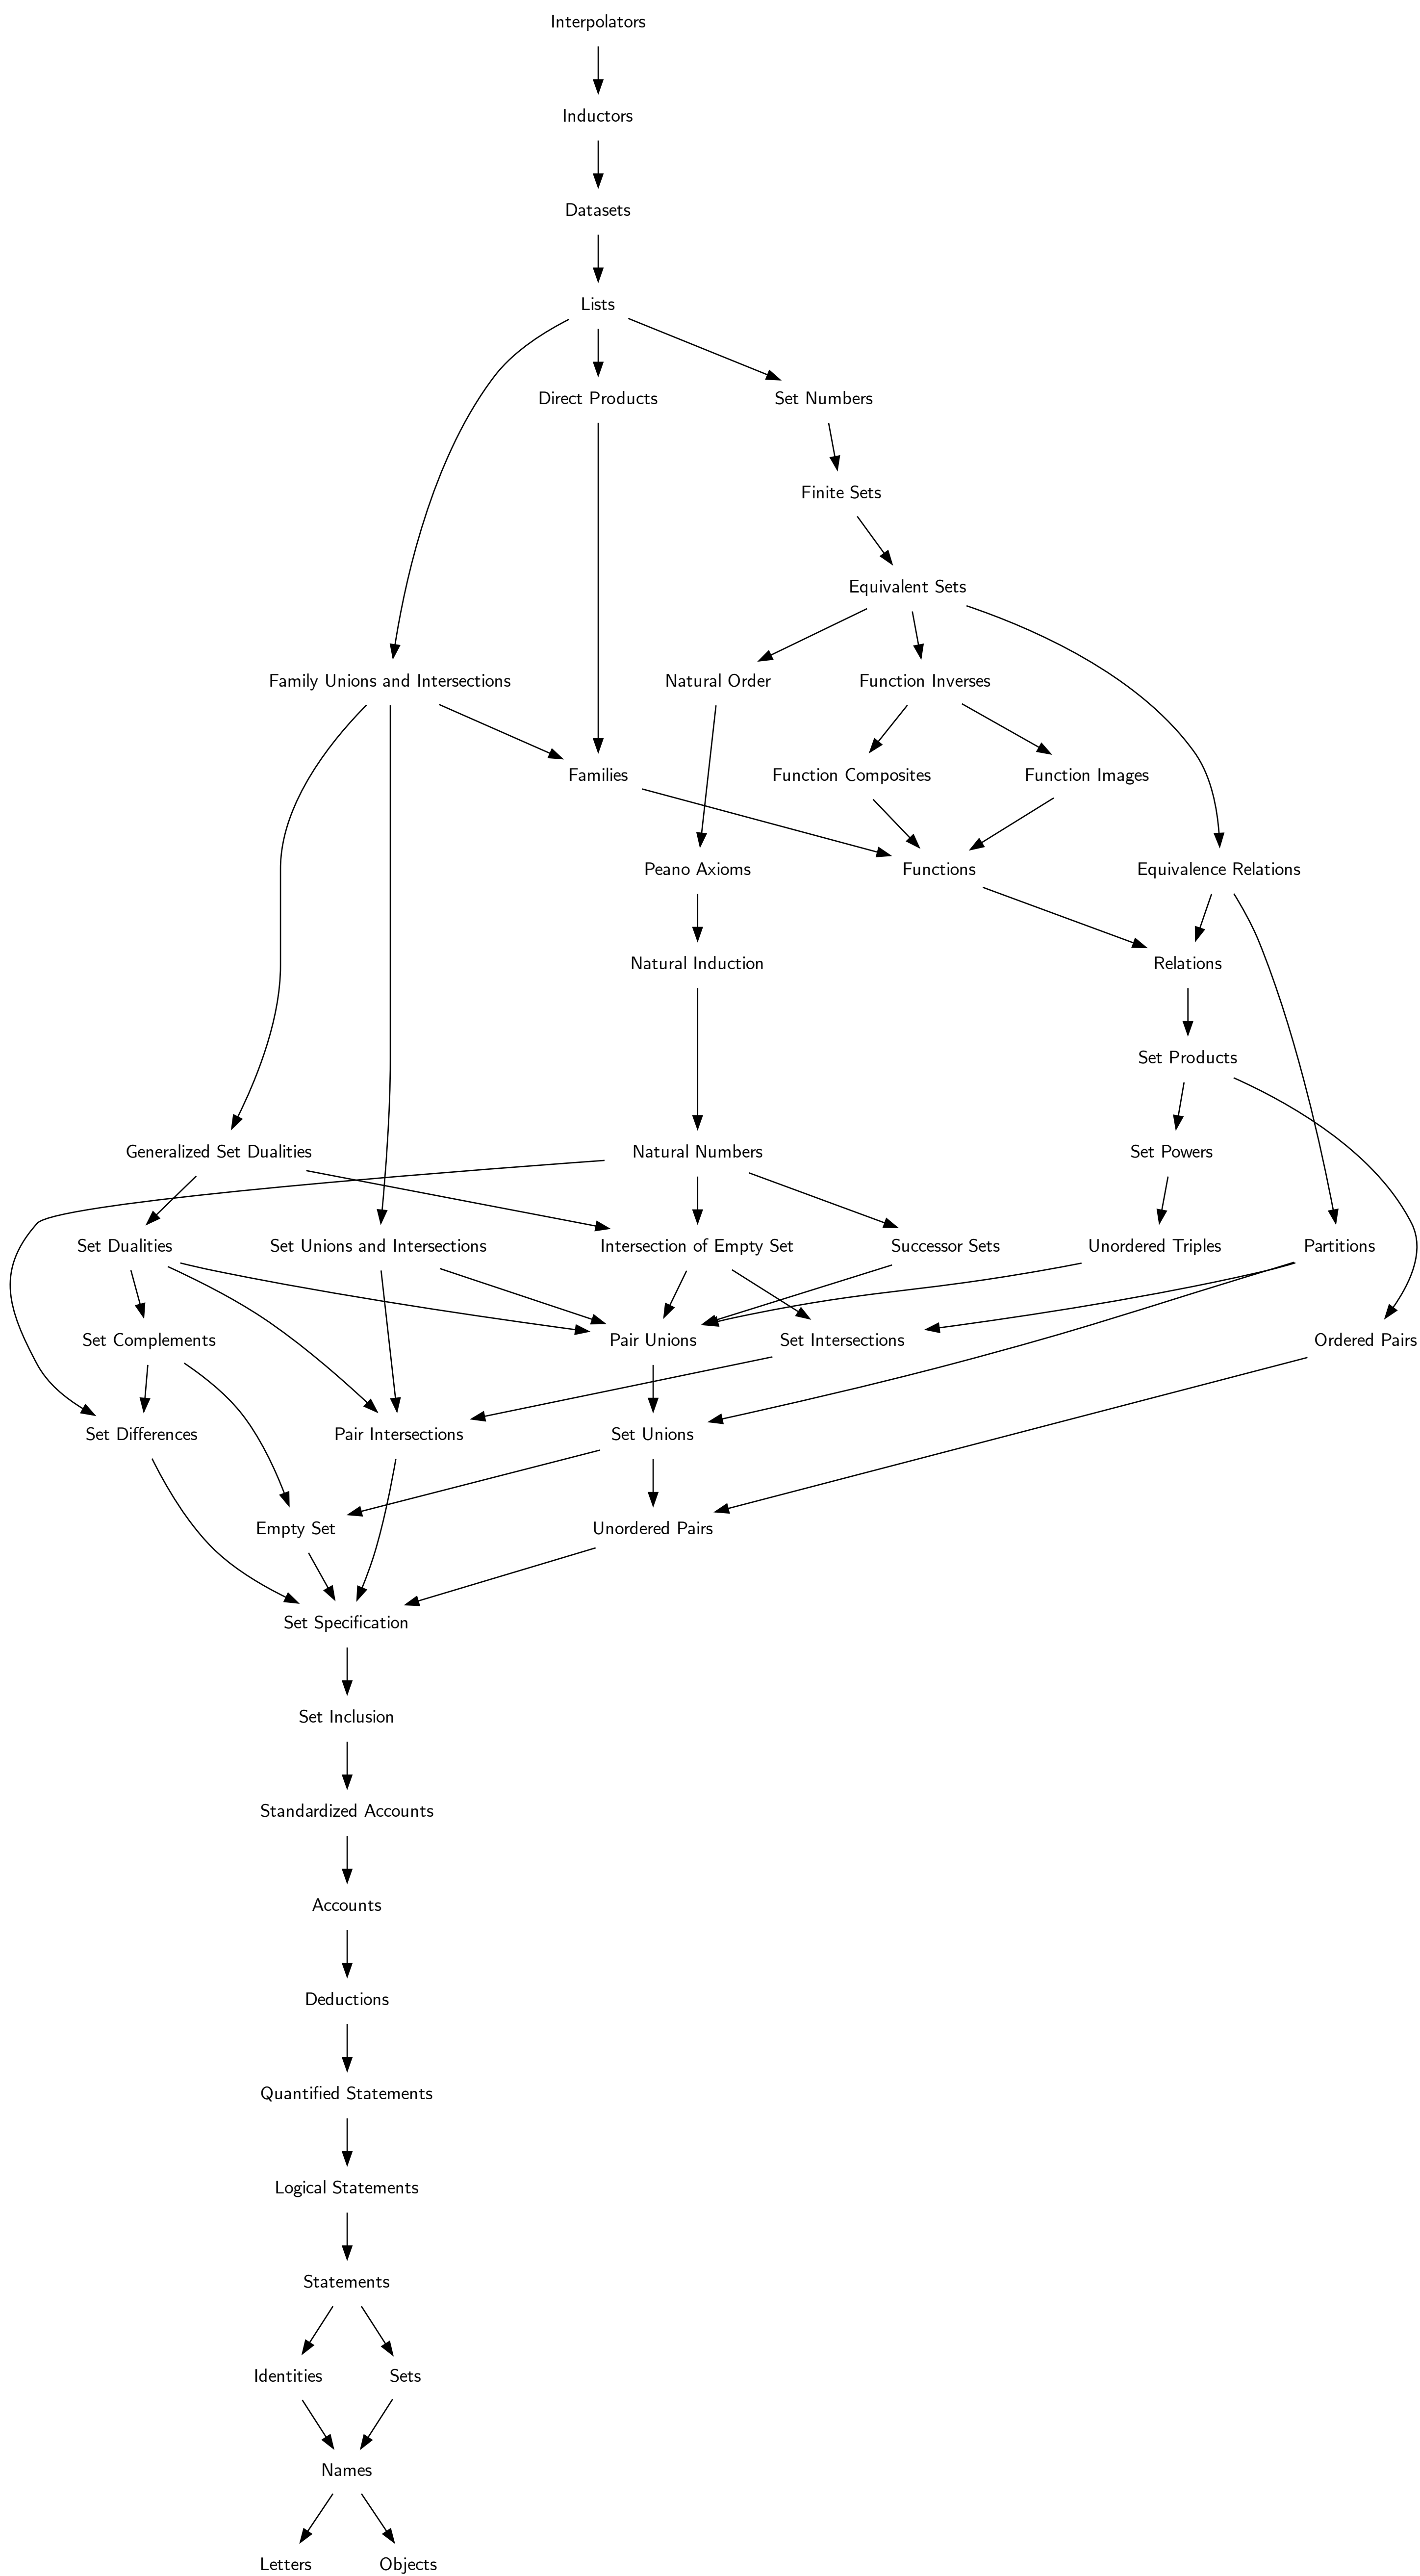 Interpolators
Inductors
Datasets
Lists
Direct Products
Set Numbers
Finite Sets
Equivalent Sets
Family Unions and Intersections
Natural Order
Function Inverses
Families
Function Composites
Function Images
Peano Axioms
Functions
Equivalence Relations
Natural Induction
Relations
Set Products
Generalized Set Dualities
Natural Numbers
Set Powers
Set Dualities
Set Unions and Intersections
Intersection of Empty Set
Successor Sets
Unordered Triples
Partitions
Set Complements
Pair Unions
Set Intersections
Ordered Pairs
Set Differences
Pair Intersections
Set Unions
Empty Set
Unordered Pairs
Set Specification
Set Inclusion
Standardized Accounts
Accounts
Deductions
Quantified Statements
Logical Statements
Statements
Identities
Sets
Names
Letters
Objects